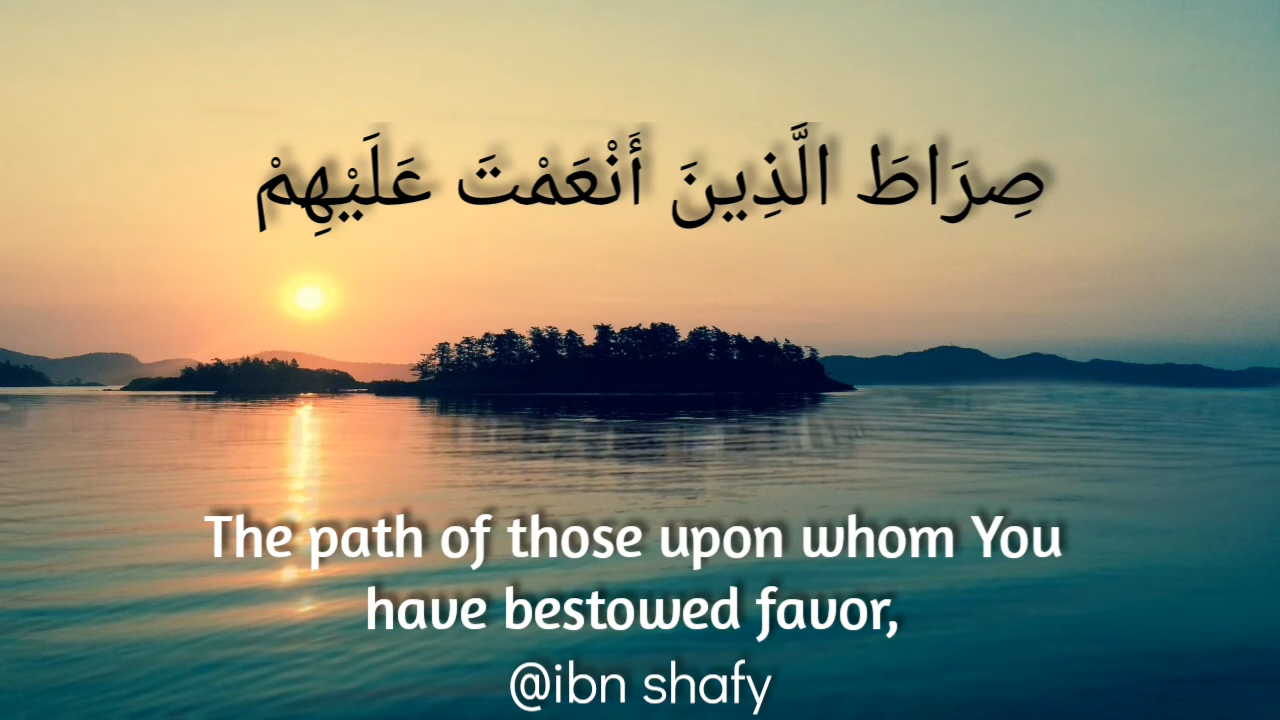 صِرَاطَ الَّذِينَ أَنْعَمْتَ عَلَيْهِمْ
The path of those upon whom You
have bestowed favor,
@ibn shafy